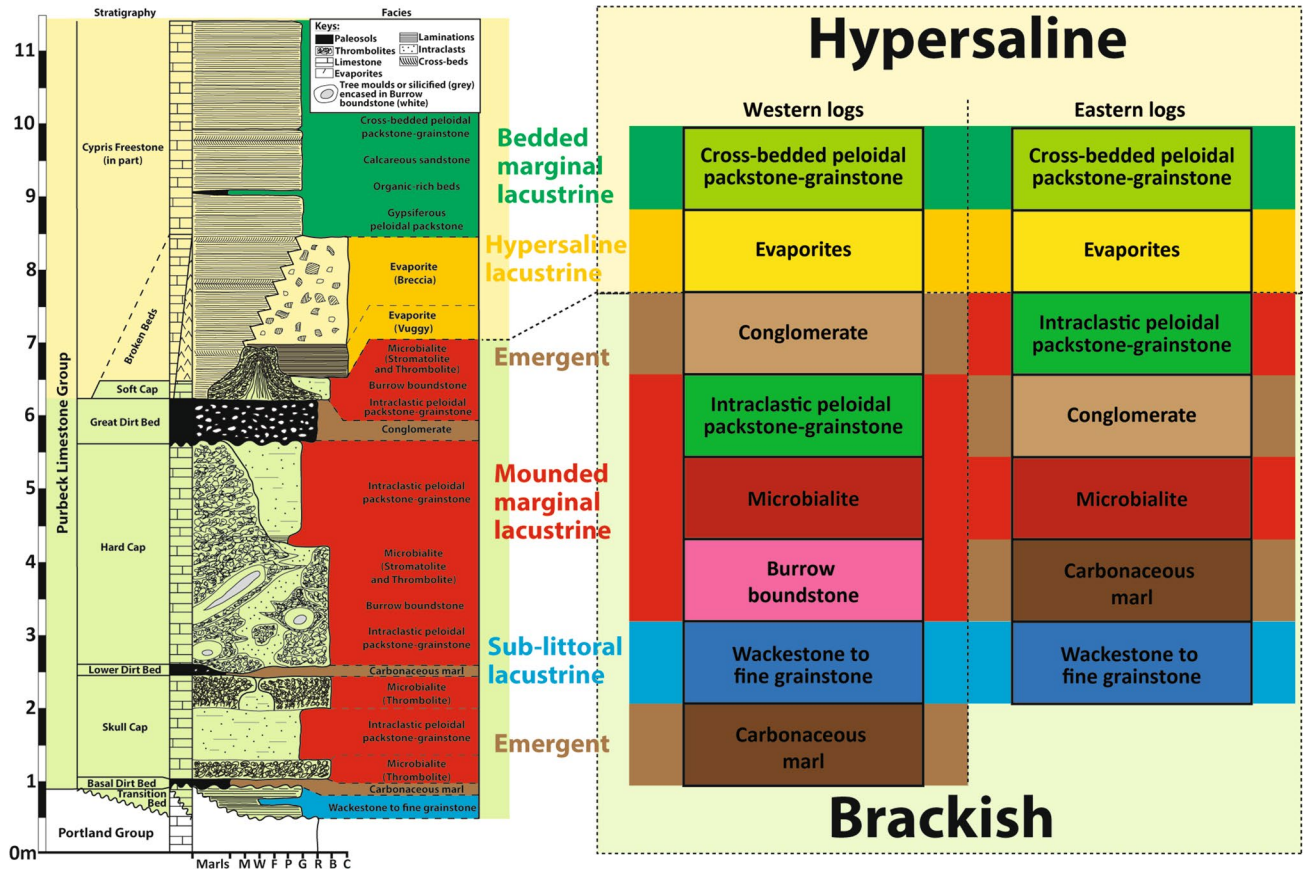 Stratigraphy
Facies
Keys:
Paleosols
Thrombolites
Limestone
Evaporites
Laminations
Intraclasts
Cross-beds
Tree moulds or silicified (grey)
encased in Burrow
boundstone (white)
11
10
9
8
7
6
5
4
3
2
1
0m
Purbeck Limestone Group
Cypris Freestone
(in part)
Broken Beds
Soft Cap
Great Dirt Bed
Hard Cap
Lower Dirt Bed
Skull Cap
Basal Dirt Bed
Transition
Bed
Portland Group
Marls M W F P G R B C
Cross-bedded peloidal
packstone-grainstone
Calcareous sandstone
Organic-rich beds
Gypsiferous
peloidal packstone
Evaporite
(Breccia)
Evaporite
(Vuggy)
Microbialite
(Stromatolite
and Thrombolite)
Burrow boundstone
Intraclastic peloidal
packstone-grainstone
Conglomerate
Intraclastic peloidal
packstone-grainstone
Microbialite
(Stromatolite
and Thrombolite)
Burrow boundstone
Intraclastic peloidal
packstone-grainstone
Carbonaceous marl
Microbialite
(Thrombolite)
Intraclastic peloidal
packstone-grainstone
Microbialite
(Thrombolite)
Carbonaceous marl
Wackestone to fine grainstone
Bedded
marginal
lacustrine
Hypersaline
lacustrine
Emergent
Mounded
marginal
lacustrine
Sub-littoral
lacustrine
Emergent
Hypersaline
Western logs
Cross-bedded peloidal
packstone-grainstone
Evaporites
Conglomerate
Intraclastic peloidal
packstone-grainstone
Microbialite
Burrow
boundstone
Wackestone to
fine grainstone
Carbonaceous
marl
Eastern logs
Cross-bedded peloidal
packstone-grainstone
Evaporites
Intraclastic peloidal
packstone-grainstone
Conglomerate
Microbialite
Carbonaceous
marl
Wackestone to
fine grainstone
Brackish